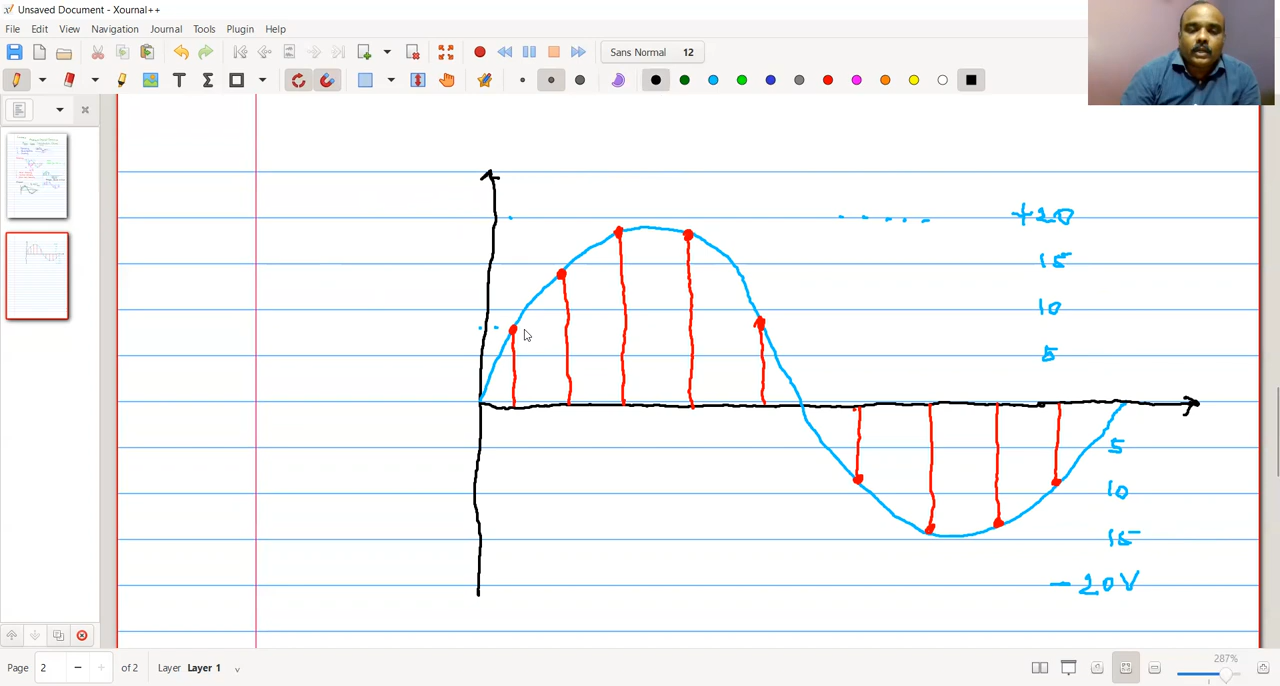 Unsaved Document - Xournal++
File Edit View Navigation Journal Tools Plugin Help
Sans Normal 12
+20
15
10
5
5
10
15
-20V
Page 2 of 2 Layer Layer 1
287%